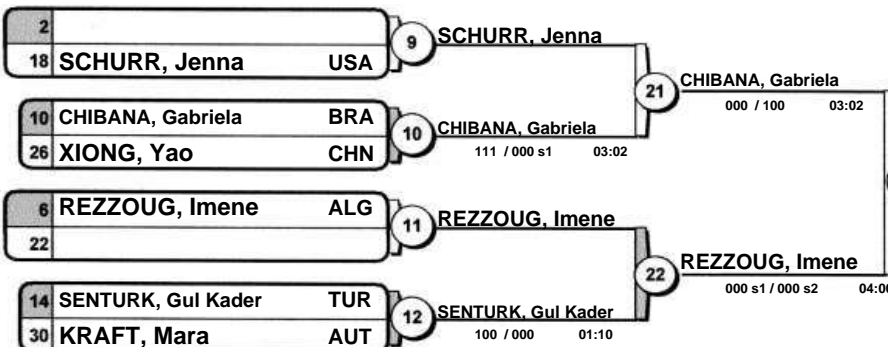 2
18 SCHURR, Jenna USA
9 SCHURR, Jenna
10 CHIBANA, Gabriela BRA
26 XIONG, Yao CHN
10 CHIBANA, Gabriela
111 / 000 s1 03:02
21 CHIBANA, Gabriela
000 / 100 03:02
6 REZZOUG, Imene ALG
22
11 REZZOUG, Imene
14 SENTURK, Gul Kader TUR
30 KRAFT, Mara AUT
12 SENTURK, Gul Kader
100 / 000 01:10
22 REZZOUG, Imene
000 s1 / 000 s2